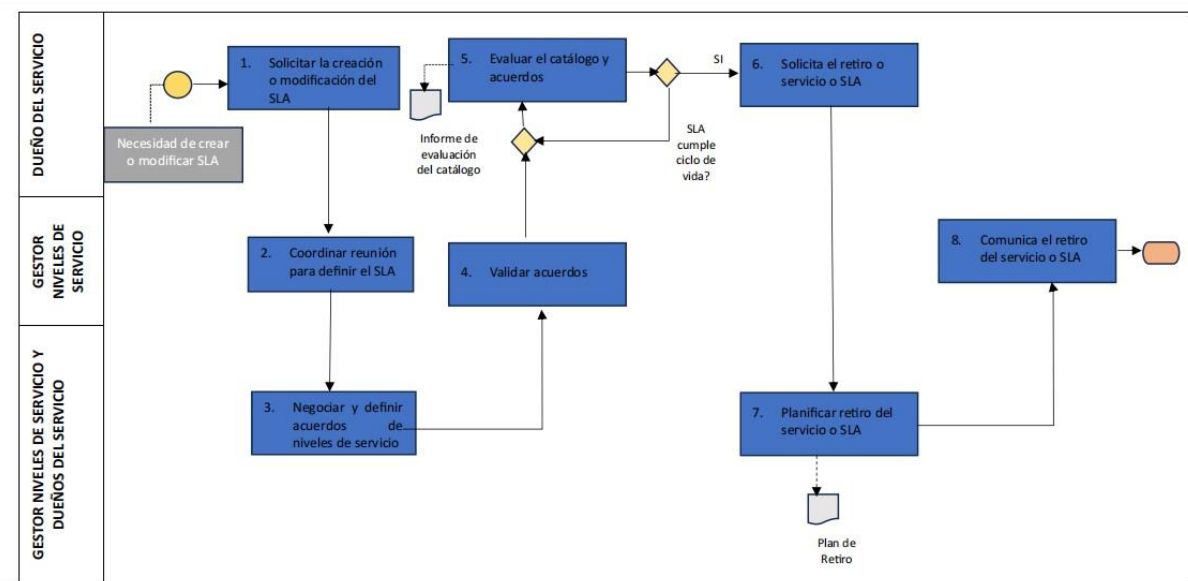 DUEÑO DEL SERVICIO
Necesidad de crear
o modificar SLA
1. Solicitar la creación
o modificación del
SLA
5. Evaluar el catálogo y
acuerdos
Informe de
evaluación
del catálogo
SI
SLA
cumple
ciclo de
vida?
6. Solicita el retiro o
servicio o SLA
GESTOR
NIVELES DE
SERVICIO
2. Coordinar reunión
para definir el SLA
4. Validar acuerdos
8. Comunica el retiro
del servicio o SLA
GESTOR NIVELES DE SERVICIO Y
DUEÑOS DEL SERVICIO
3. Negociar y definir
acuerdos de
niveles de servicio
7. Planificar retiro del
servicio o SLA
Plan de
Retiro